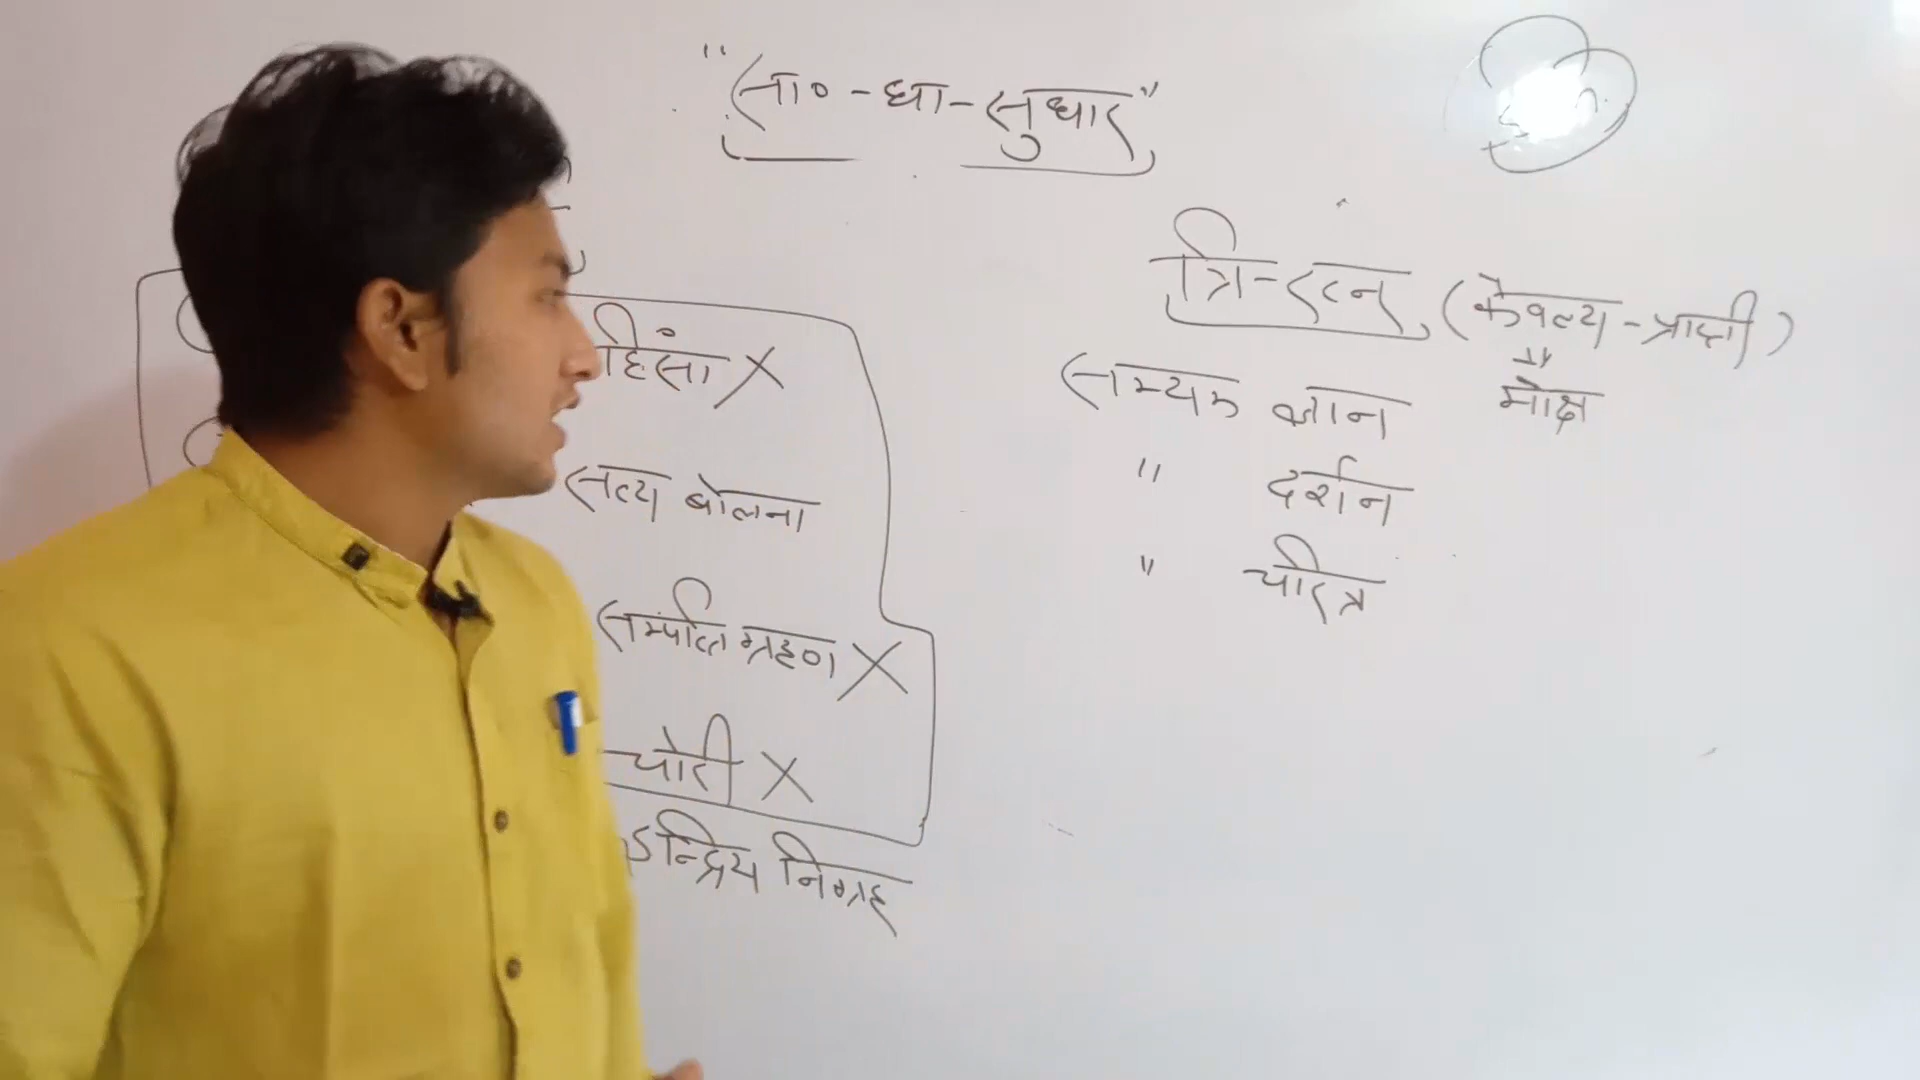 "सा० - धा - सुधार"
त्रि - रत्न (कैवल्य - प्राप्ती)
मोक्ष
सम्यक ज्ञान
" दर्शन
" चरित्र
हिंसा X
सत्य बोलना
सम्पत्ति ग्रहण X
चोरी X
इन्द्रिय निग्रह